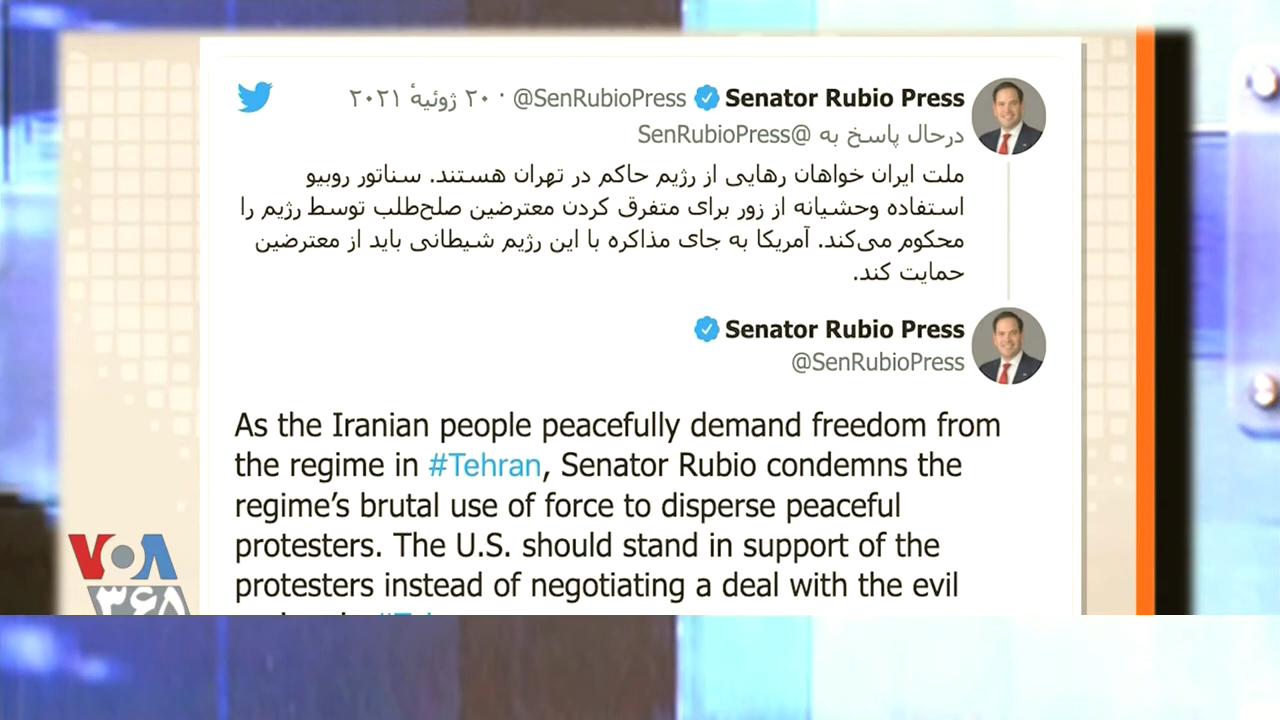 Senator Rubio Press @SenRubioPress · ۲۰ ژوئیهٔ ۲۰۲۱
درحال پاسخ به @SenRubioPress
ملت ایران خواهان رهایی از رژیم حاکم در تهران هستند. سناتور روبیو
استفاده وحشیانه از زور برای متفرق کردن معترضین صلح‌طلب توسط رژیم را
محکوم می‌کند. آمریکا به جای مذاکره با این رژیم شیطانی باید از معترضین
حمایت کند.
Senator Rubio Press
@SenRubioPress
As the Iranian people peacefully demand freedom from
the regime in #Tehran, Senator Rubio condemns the
regime’s brutal use of force to disperse peaceful
protesters. The U.S. should stand in support of the
protesters instead of negotiating a deal with the evil
VOA
۳۶۵